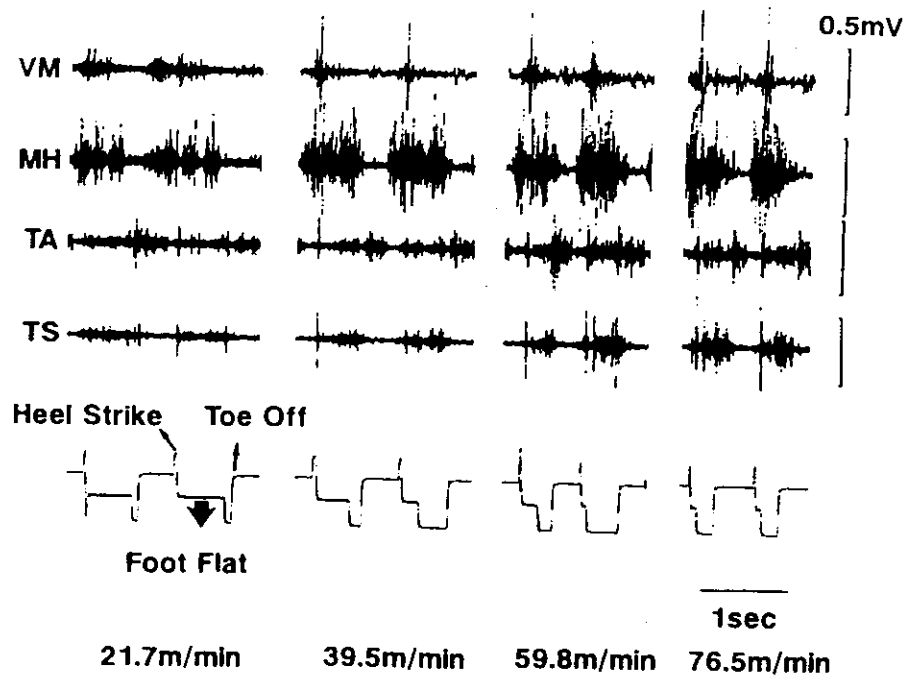 0.5mV
VM
MH
TA
TS
Heel Strike Toe Off
Foot Flat
1sec
21.7m/min 39.5m/min 59.8m/min 76.5m/min